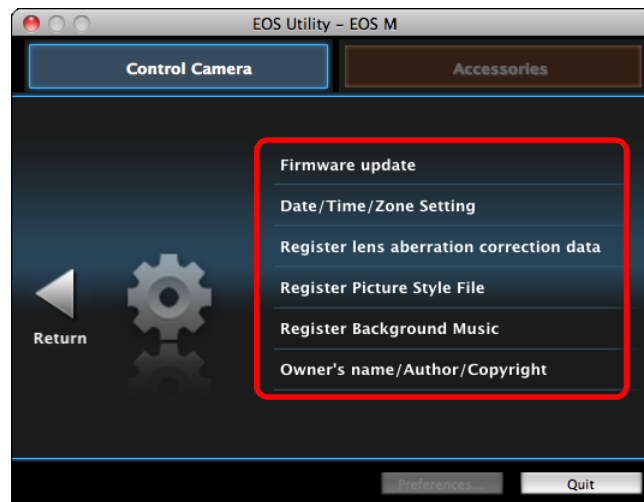 EOS Utility – EOS M
Control Camera
Accessories
Firmware update
Date/Time/Zone Setting
Register lens aberration correction data
Register Picture Style File
Register Background Music
Owner's name/Author/Copyright
Return
Preferences...
Quit